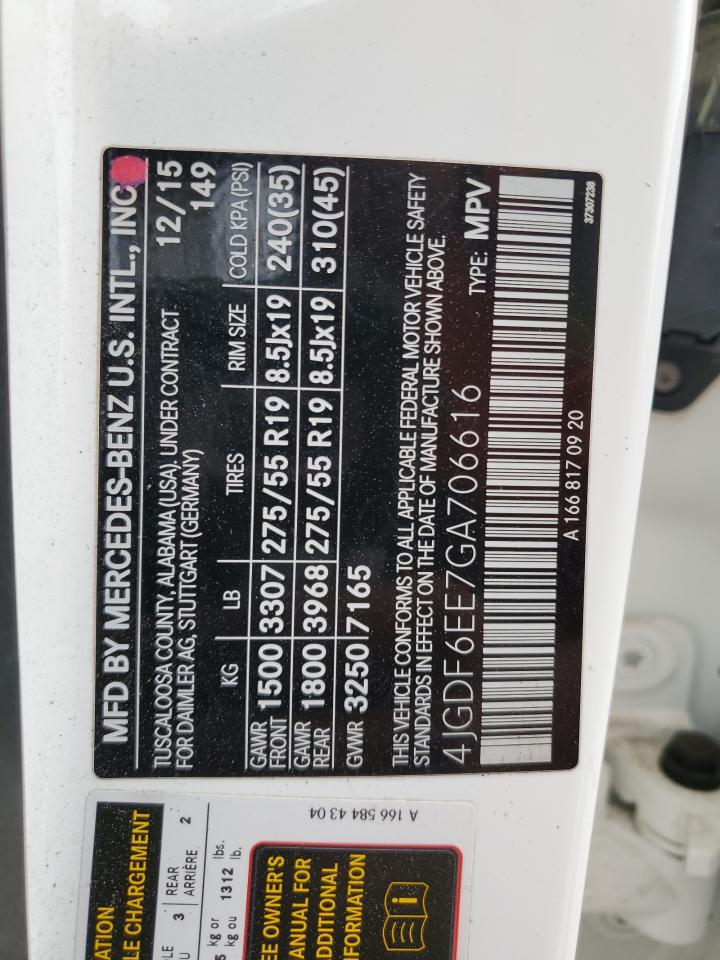 MFD BY MERCEDES-BENZ U.S. INTL., INC
TUSCALOOSA COUNTY, ALABAMA (USA). UNDER CONTRACT 12/15
FOR DAIMLER AG, STUTTGART (GERMANY) 149
KG LB TIRES RIM SIZE COLD KPA (PSI)
GAWR FRONT 1500 3307 275/55 R19 8.5Jx19 240(35)
GAWR REAR 1800 3968 275/55 R19 8.5Jx19 310(45)
GVWR 3250 7165
THIS VEHICLE CONFORMS TO ALL APPLICABLE FEDERAL MOTOR VEHICLE SAFETY
STANDARDS IN EFFECT ON THE DATE OF MANUFACTURE SHOWN ABOVE.
4JGDF6EE7GA706616 TYPE: MPV
A 166 817 09 20
37307238
ATION
LE CHARGEMENT
3 REAR 2
ARRIÈRE
kg or 1312 lbs.
kg ou lb.
A 166 584 43 04
EE OWNER'S
ANUAL FOR
ADDITIONAL
FORMATION